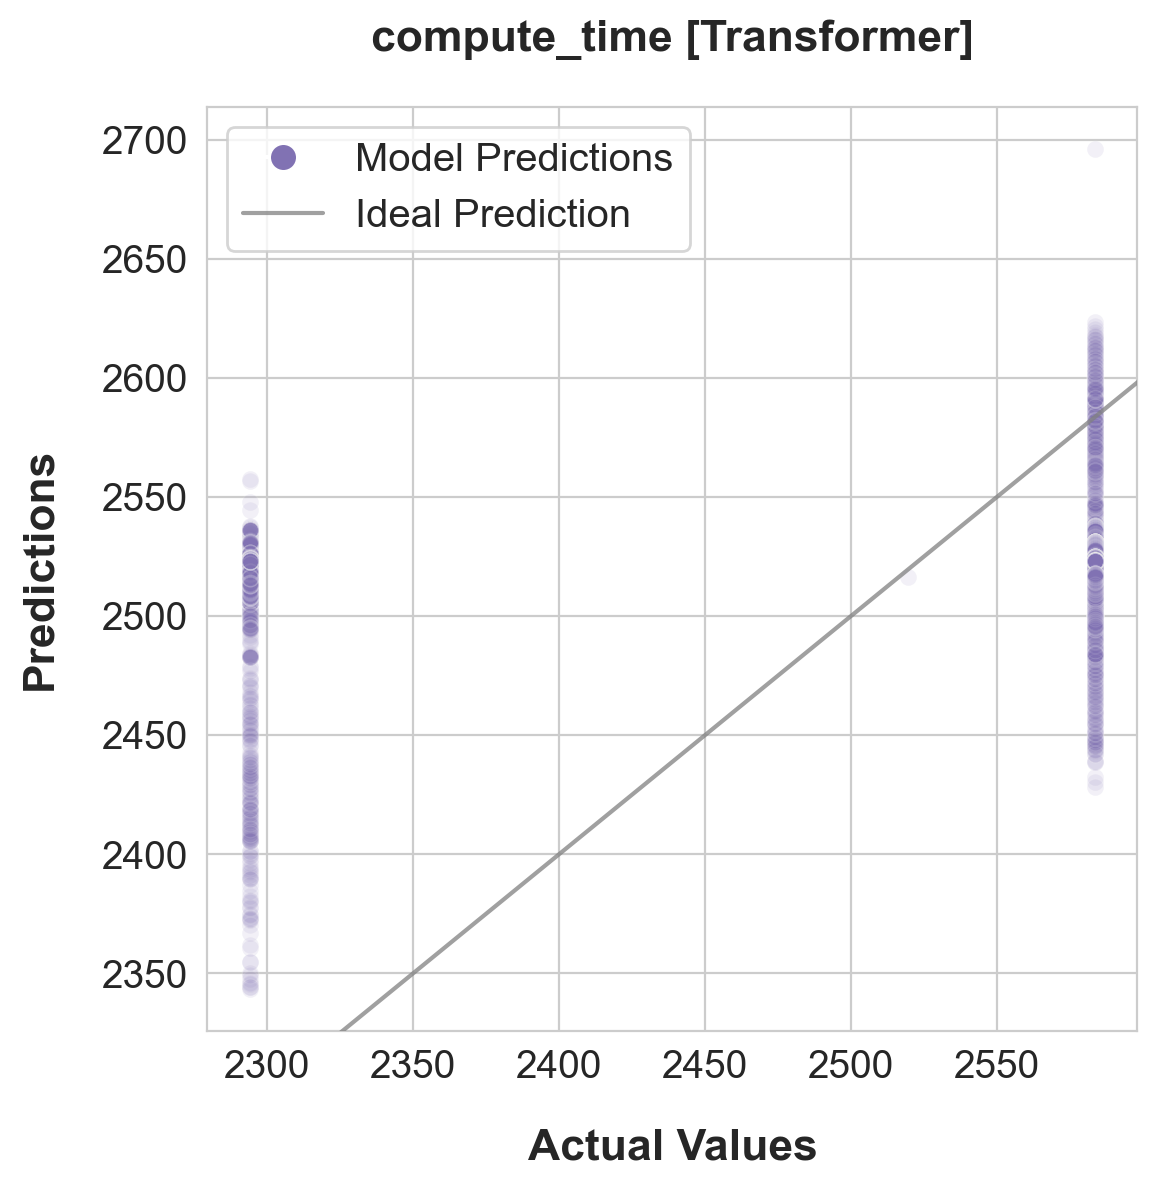 compute_time [Transformer]
Model Predictions
Ideal Prediction
2700
2650
2600
2550
2500
2450
2400
2350
Predictions
2300 2350 2400 2450 2500 2550
Actual Values